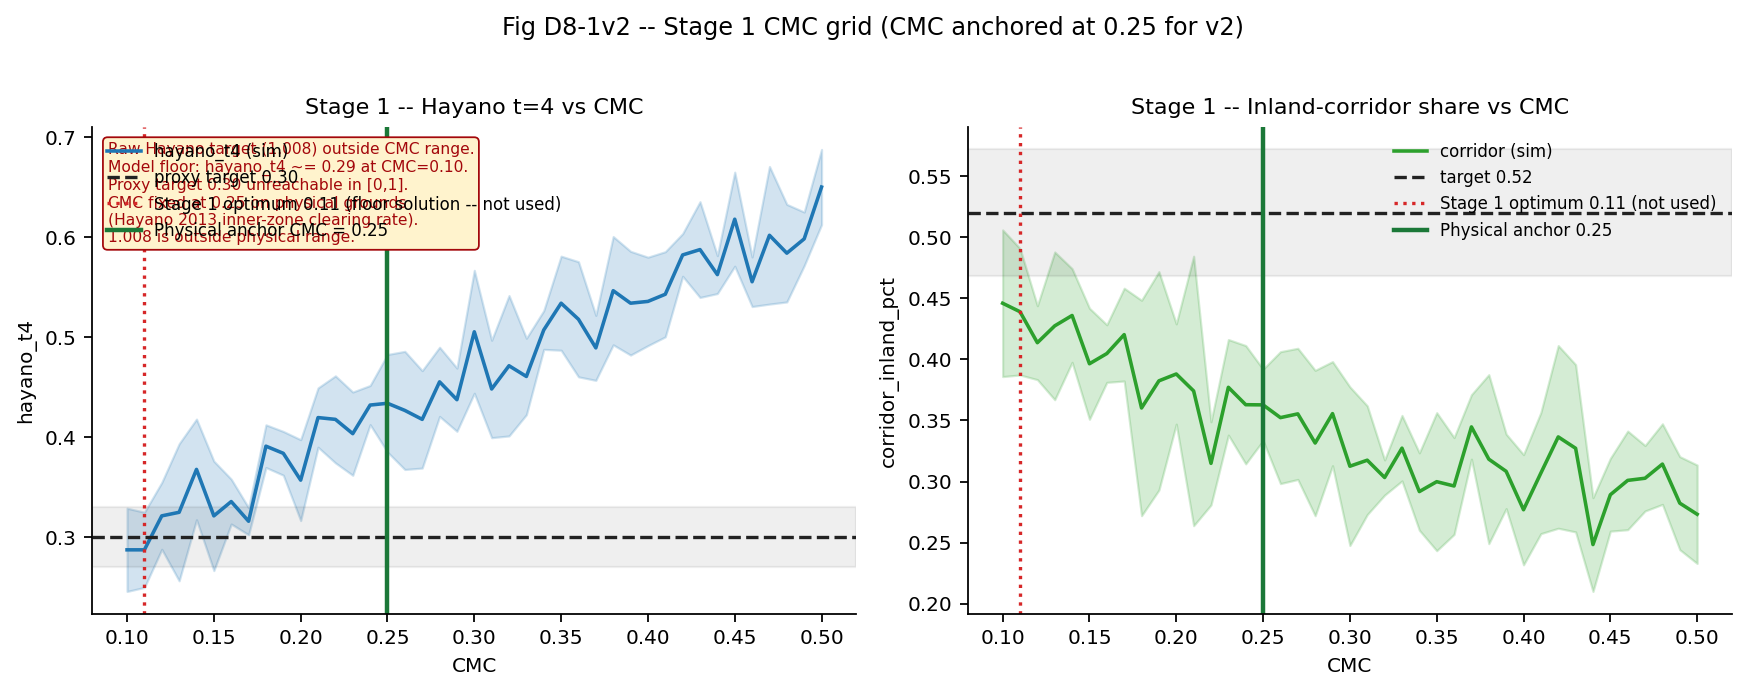 Fig D8-1v2 -- Stage 1 CMC grid (CMC anchored at 0.25 for v2)
Stage 1 -- Hayano t=4 vs CMC
Raw Hayano target (1.008) outside CMC range.
Model floor: hayano_t4 ~= 0.29 at CMC=0.10.
Proxy target 0.30 unreachable in [0,1].
CMC fixed at 0.25 on physical grounds
(Hayano 2013 inner-zone clearing rate).
1.008 is outside physical range.
hayano_t4 (sim)
proxy target 0.30
Stage 1 optimum 0.11 (floor solution -- not used)
Physical anchor CMC = 0.25
hayano_t4
0.7
0.6
0.5
0.4
0.3
0.10 0.15 0.20 0.25 0.30 0.35 0.40 0.45 0.50
CMC
Stage 1 -- Inland-corridor share vs CMC
corridor (sim)
target 0.52
Stage 1 optimum 0.11 (not used)
Physical anchor 0.25
corridor_inland_pct
0.55
0.50
0.45
0.40
0.35
0.30
0.25
0.20
0.10 0.15 0.20 0.25 0.30 0.35 0.40 0.45 0.50
CMC